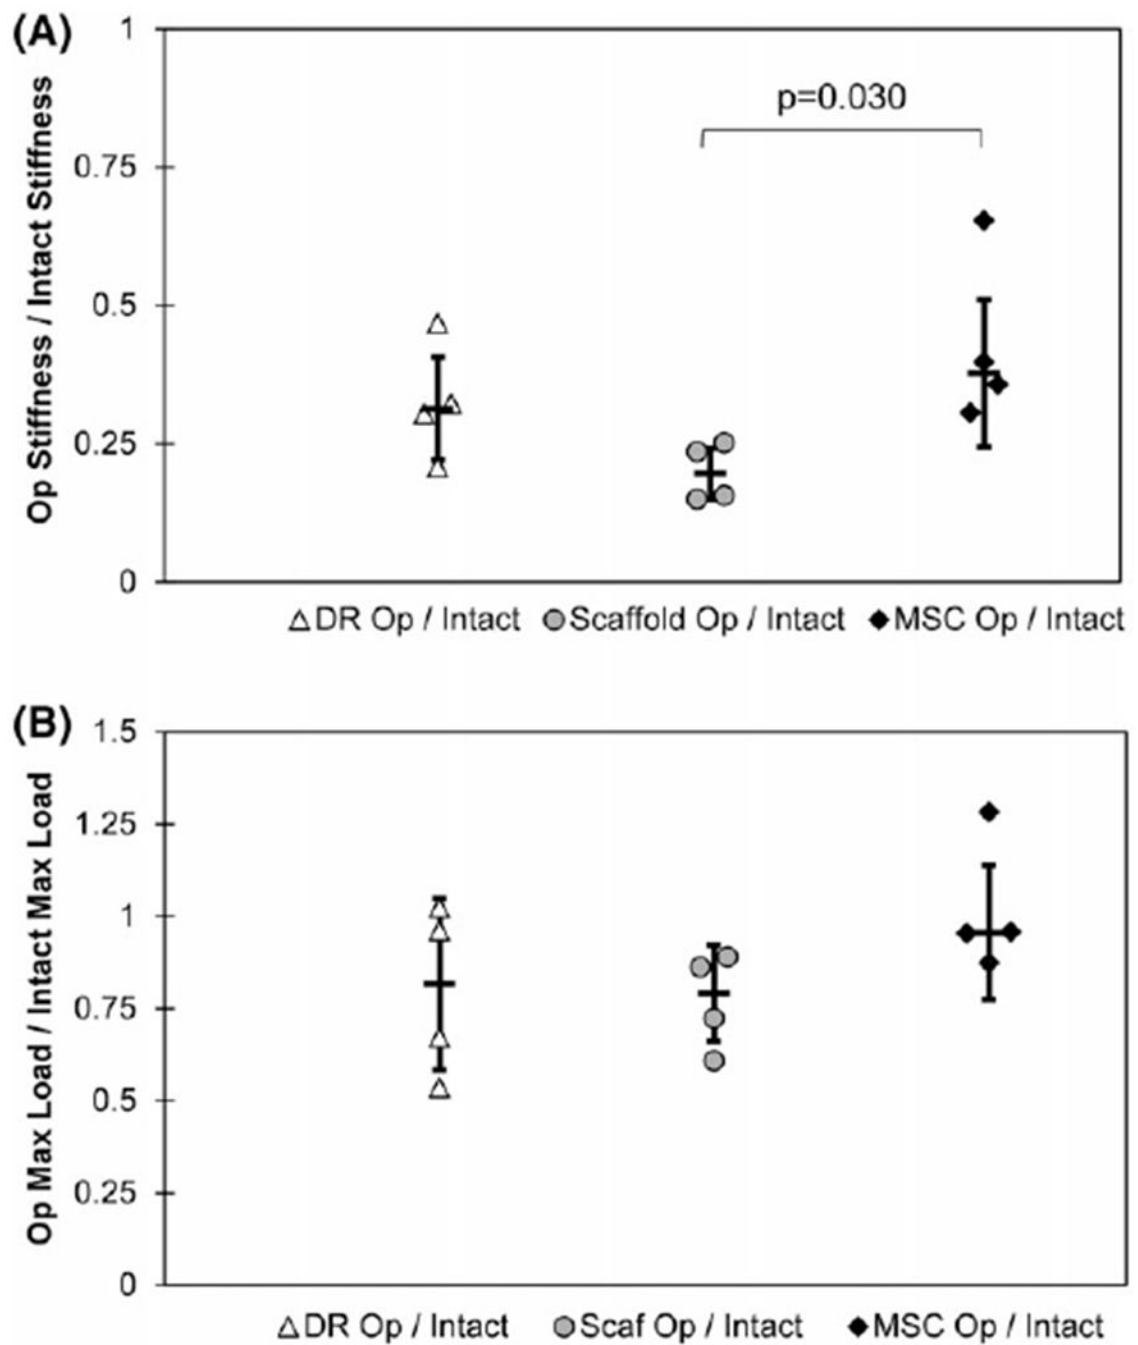 (A)
Op Stiffness / Intact Stiffness
1
0.75
0.5
0.25
0
p=0.030
DR Op / Intact Scaffold Op / Intact MSC Op / Intact
(B)
Op Max Load / Intact Max Load
1.5
1.25
1
0.75
0.5
0.25
0
DR Op / Intact Scaf Op / Intact MSC Op / Intact